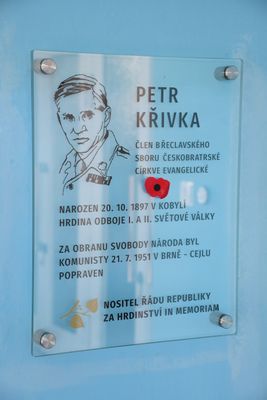 PETR
KŘIVKA
ČLEN BŘECLAVSKÉHO
SBORU ČESKOBRATRSKÉ
CÍRKVE EVANGELICKÉ
NAROZEN 20. 10. 1897 V KOBYLÍ
HRDINA ODBOJE I. A II. SVĚTOVÉ VÁLKY
ZA OBRANU SVOBODY NÁRODA BYL
KOMUNISTY 21. 7. 1951 V BRNĚ - CEJLU
POPRAVEN
NOSITEL ŘÁDU REPUBLIKY
ZA HRDINSTVÍ IN MEMORIAM